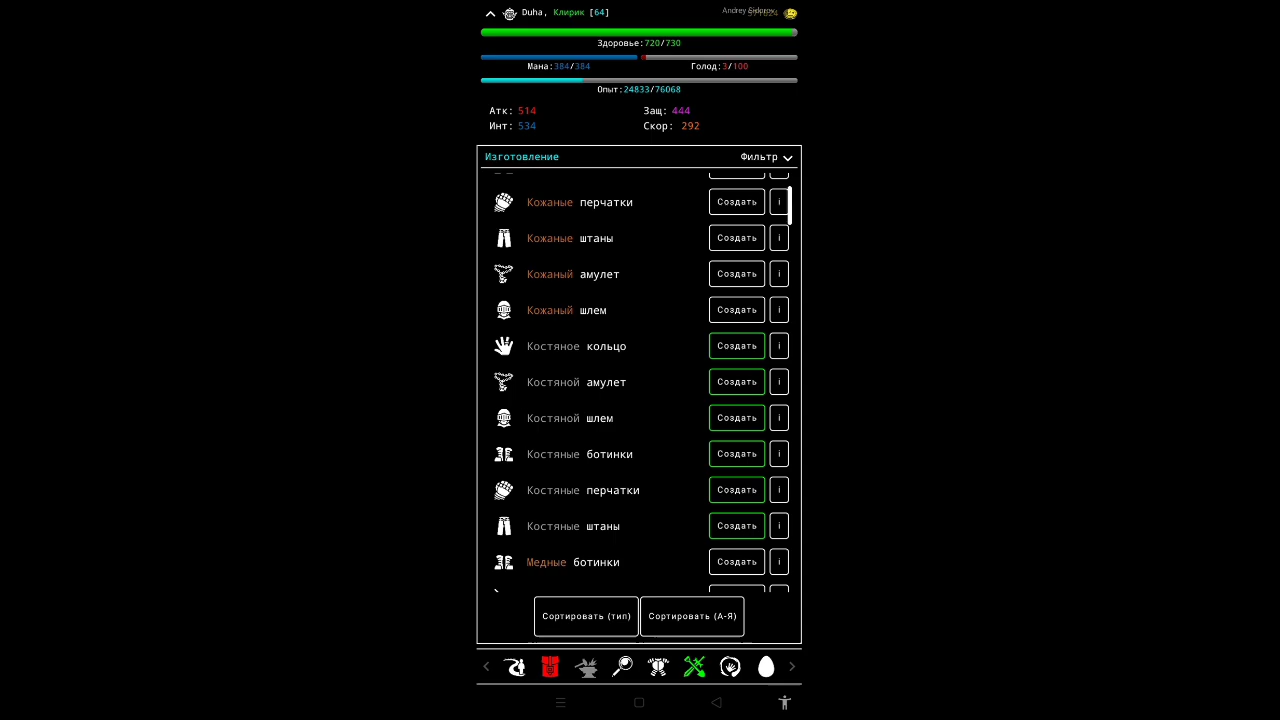 Duha, Клирик [64]
Andrey Sidorov
Здоровье:720/730
Мана:384/384 Голод:3/100
Опыт:24833/76068
Атк: 514 Защ: 444
Инт: 534 Скор: 292
Изготовление Фильтр
Кожаные перчатки Создать i
Кожаные штаны Создать i
Кожаный амулет Создать i
Кожаный шлем Создать i
Костяное кольцо Создать i
Костяной амулет Создать i
Костяной шлем Создать i
Костяные ботинки Создать i
Костяные перчатки Создать i
Костяные штаны Создать i
Медные ботинки Создать i
Сортировать (тип) Сортировать (А-Я)